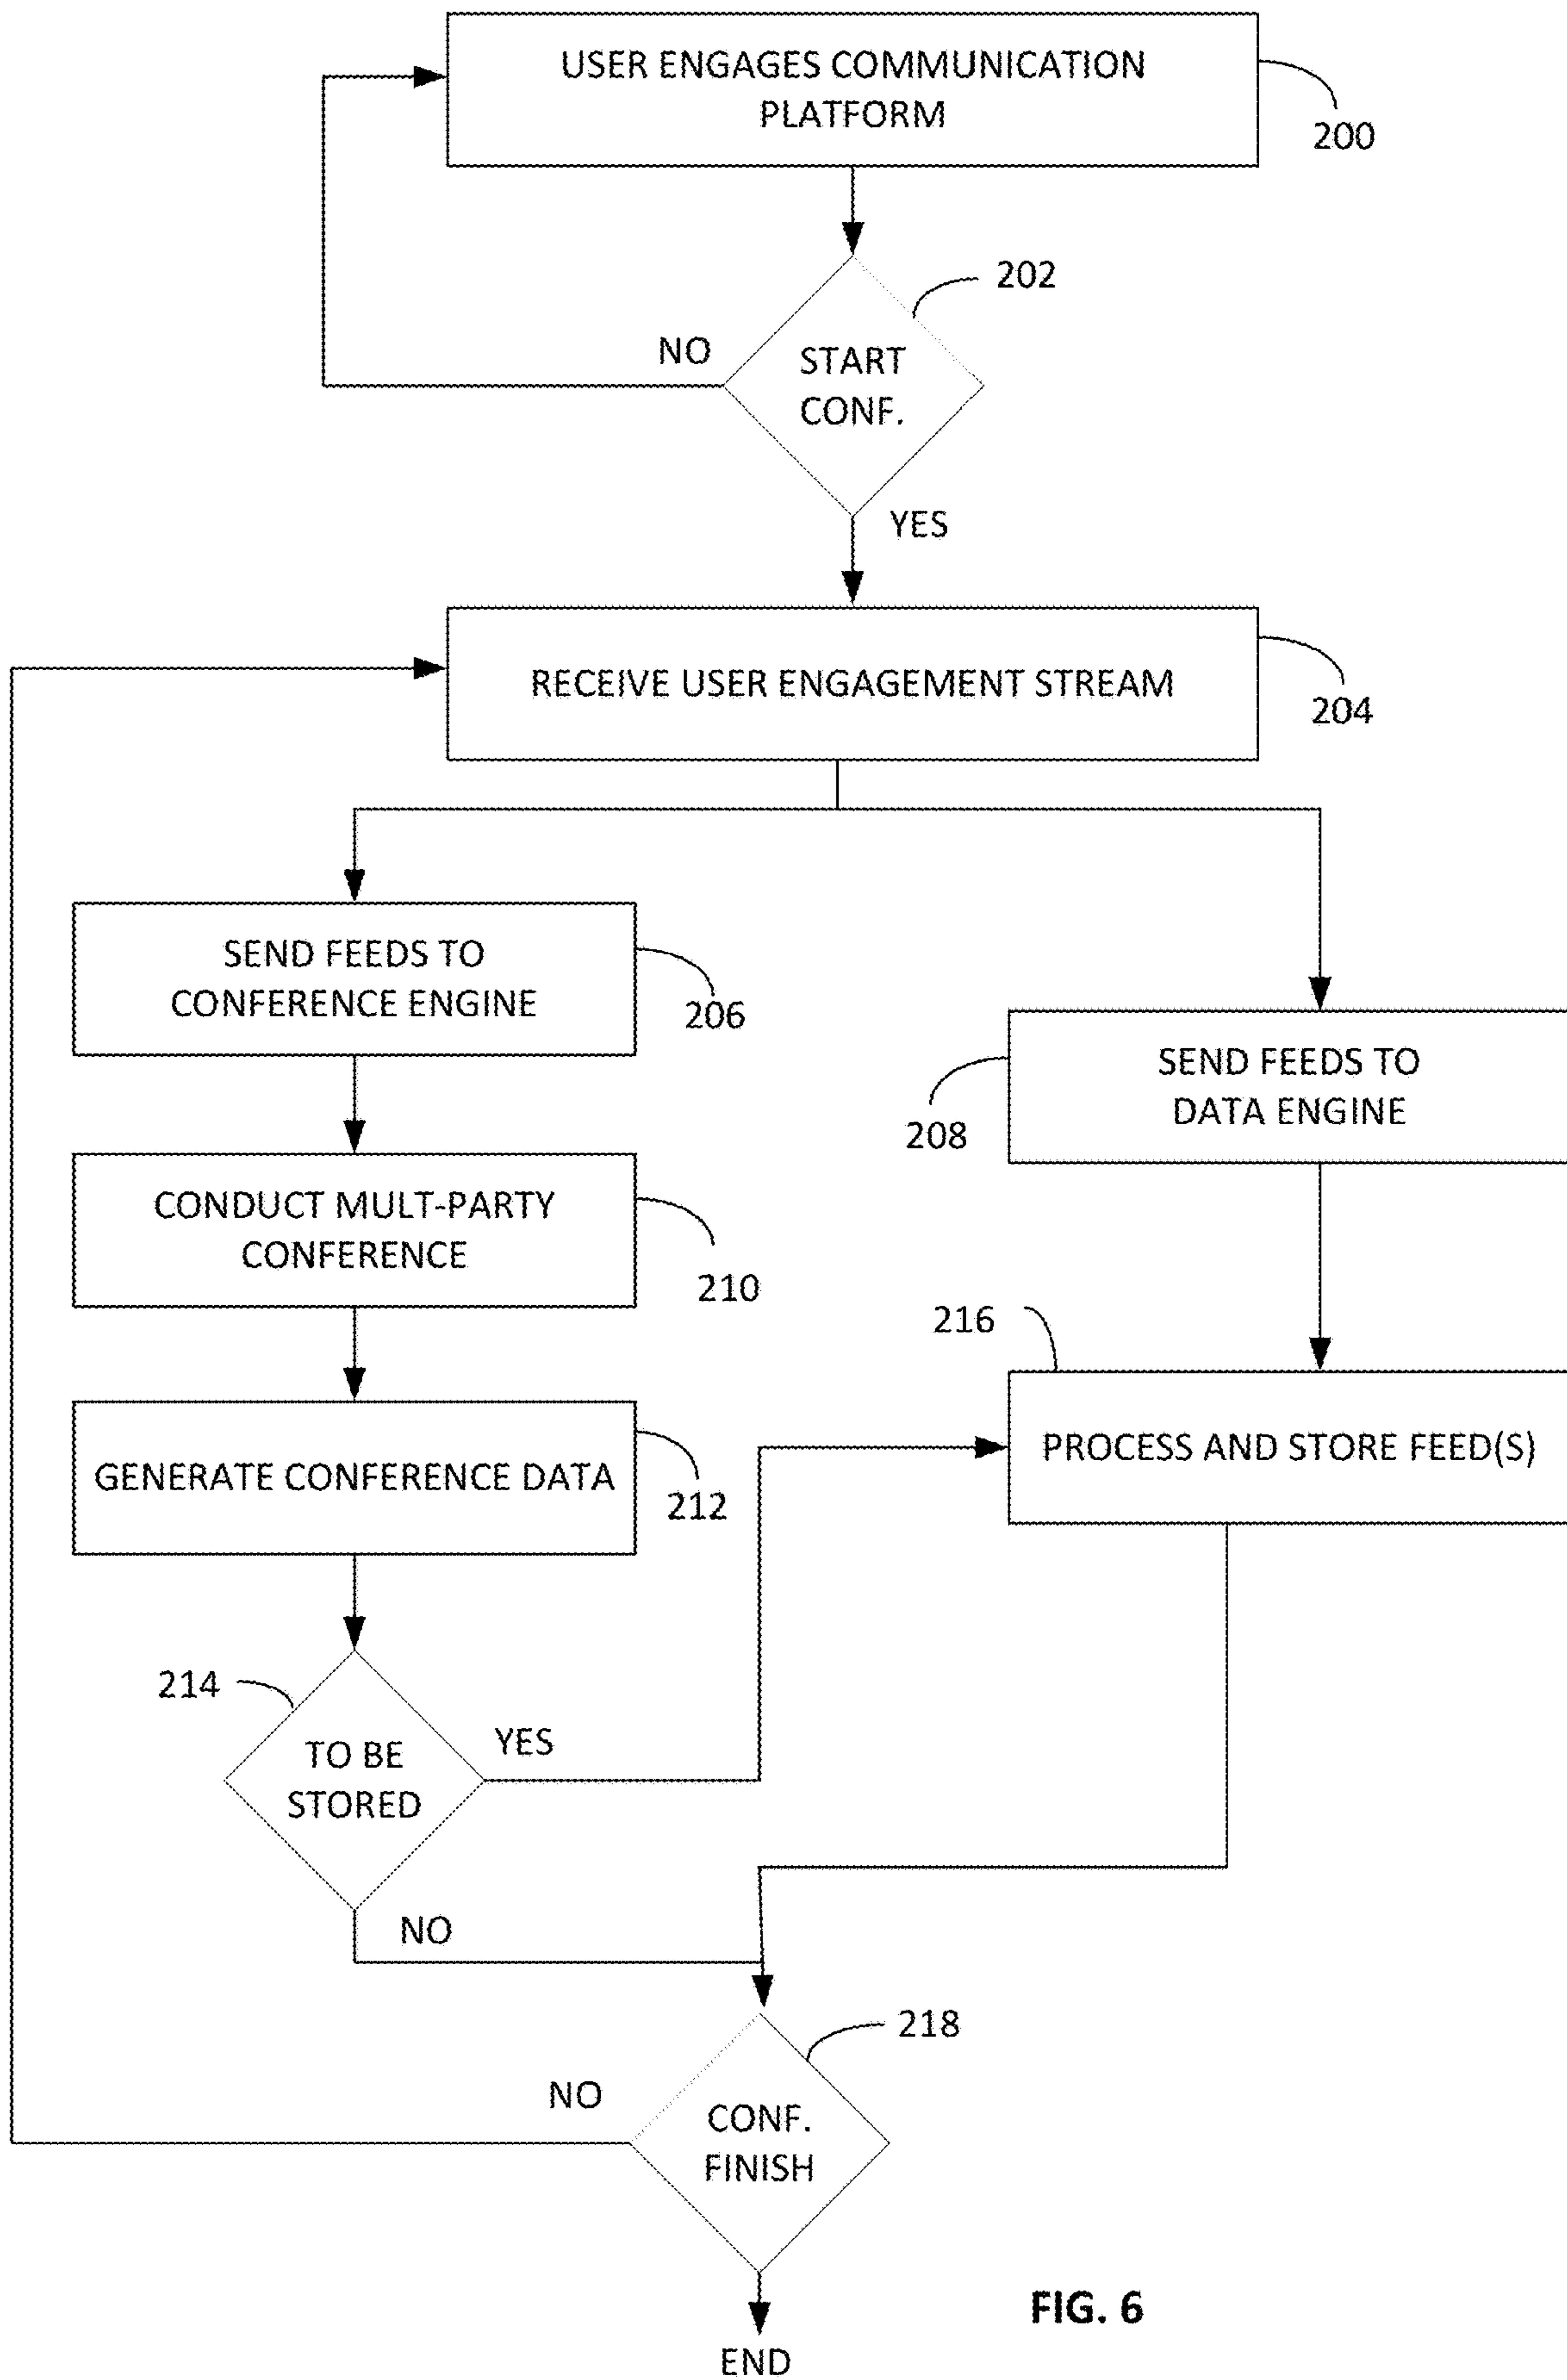 USER ENGAGES COMMUNICATION
PLATFORM
200
202
START
CONF.
NO
YES
RECEIVE USER ENGAGEMENT STREAM
204
SEND FEEDS TO
CONFERENCE ENGINE
206
SEND FEEDS TO
DATA ENGINE
208
CONDUCT MULT-PARTY
CONFERENCE
210
216
PROCESS AND STORE FEED(S)
GENERATE CONFERENCE DATA
212
214
TO BE
STORED
YES
NO
218
CONF.
FINISH
NO
END
FIG. 6